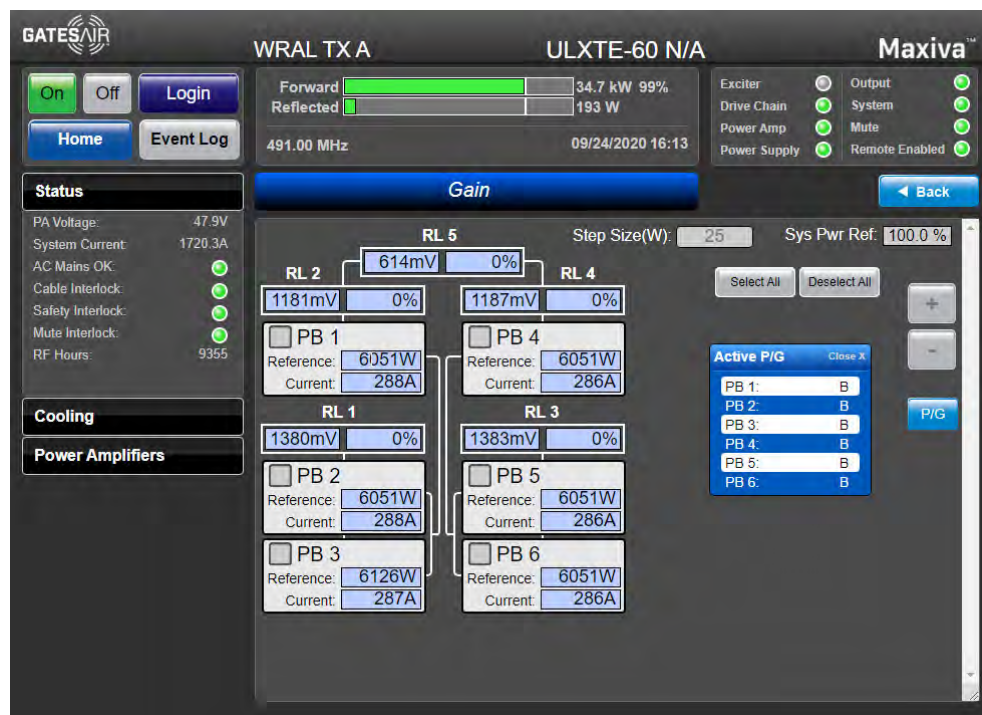 GATESAIR
WRAL TX A
ULXTE-60 N/A
Maxiva™
On
Off
Login
Home
Event Log
Forward
34.7 kW 99%
Reflected
193 W
491.00 MHz
09/24/2020 16:13
Exciter
Output
Drive Chain
System
Power Amp
Mute
Power Supply
Remote Enabled
Status
Gain
◄ Back
PA Voltage: 47.9V
System Current: 1720.3A
AC Mains OK:
Cable Interlock:
Safety Interlock:
Mute Interlock:
RF Hours: 9355
Cooling
Power Amplifiers
RL 5
614mV 0%
Step Size(W): 25
Sys Pwr Ref: 100.0 %
Select All
Deselect All
+
-
P/G
RL 2
1181mV 0%
PB 1
Reference: 6051W
Current: 288A
RL 4
1187mV 0%
PB 4
Reference: 6051W
Current: 286A
RL 1
1380mV 0%
PB 2
Reference: 6051W
Current: 288A
PB 3
Reference: 6126W
Current: 287A
RL 3
1383mV 0%
PB 5
Reference: 6051W
Current: 286A
PB 6
Reference: 6051W
Current: 286A
Active P/G Close X
PB 1: B
PB 2: B
PB 3: B
PB 4: B
PB 5: B
PB 6: B